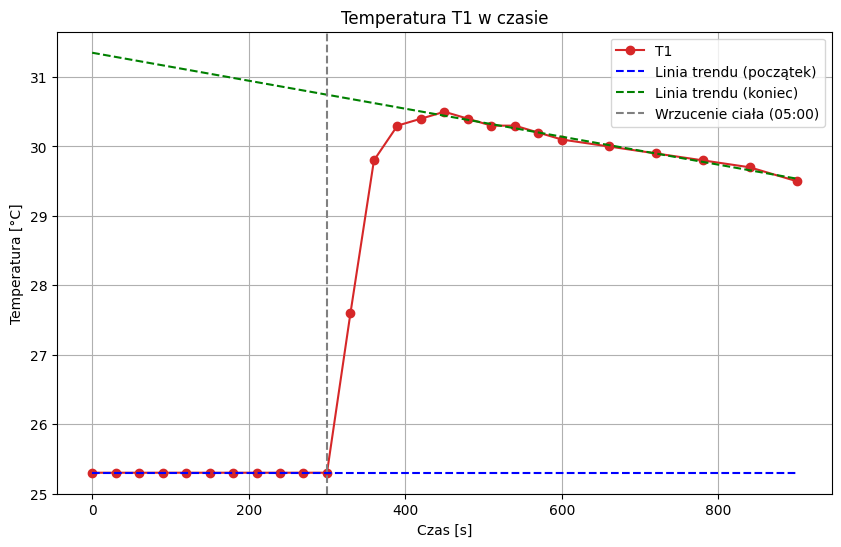 Temperatura T1 w czasie
T1
Linia trendu (początek)
Linia trendu (koniec)
Wrzucenie ciała (05:00)
Temperatura [°C]
31
30
29
28
27
26
25
0
200
400
600
800
Czas [s]